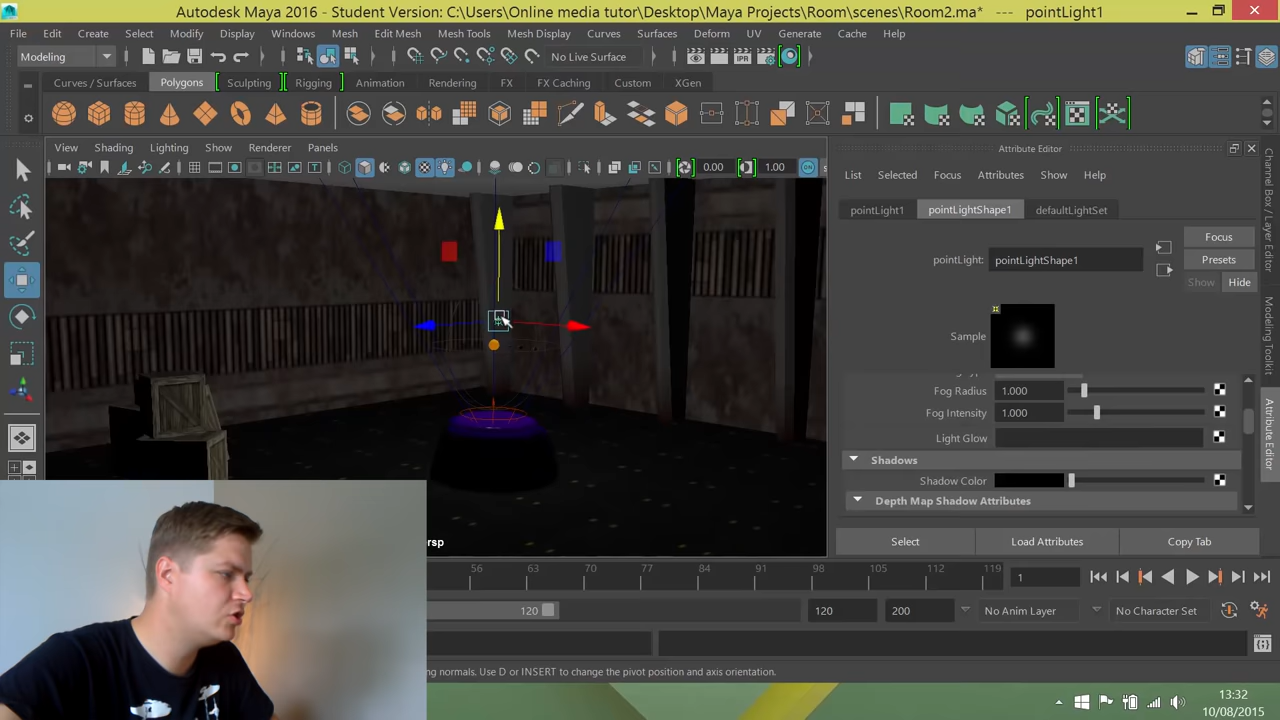 Autodesk Maya 2016 - Student Version: C:\Users\Online media tutor\Desktop\Maya Projects\Room\scenes\Room2.ma* --- pointLight1
File Edit Create Select Modify Display Windows Mesh Edit Mesh Mesh Tools Mesh Display Curves Surfaces Deform UV Generate Cache Help
Modeling No Live Surface IPR
Curves / Surfaces Polygons Sculpting Rigging Animation Rendering FX FX Caching Custom XGen
View Shading Lighting Show Renderer Panels
0.00 1.00 ON
Attribute Editor
List Selected Focus Attributes Show Help
pointLight1 pointLightShape1 defaultLightSet
Focus
pointLight: pointLightShape1
Presets
Show Hide
Sample
Fog Radius 1.000
Fog Intensity 1.000
Light Glow
Shadows
Shadow Color
Depth Map Shadow Attributes
Select Load Attributes Copy Tab
Channel Box / Layer Editor
Modeling Toolkit
Attribute Editor
persp
56 63 70 77 84 91 98 105 112 119 1
120 120 200 No Anim Layer No Character Set
ng normals. Use D or INSERT to change the pivot position and axis orientation.
13:32
10/08/2015